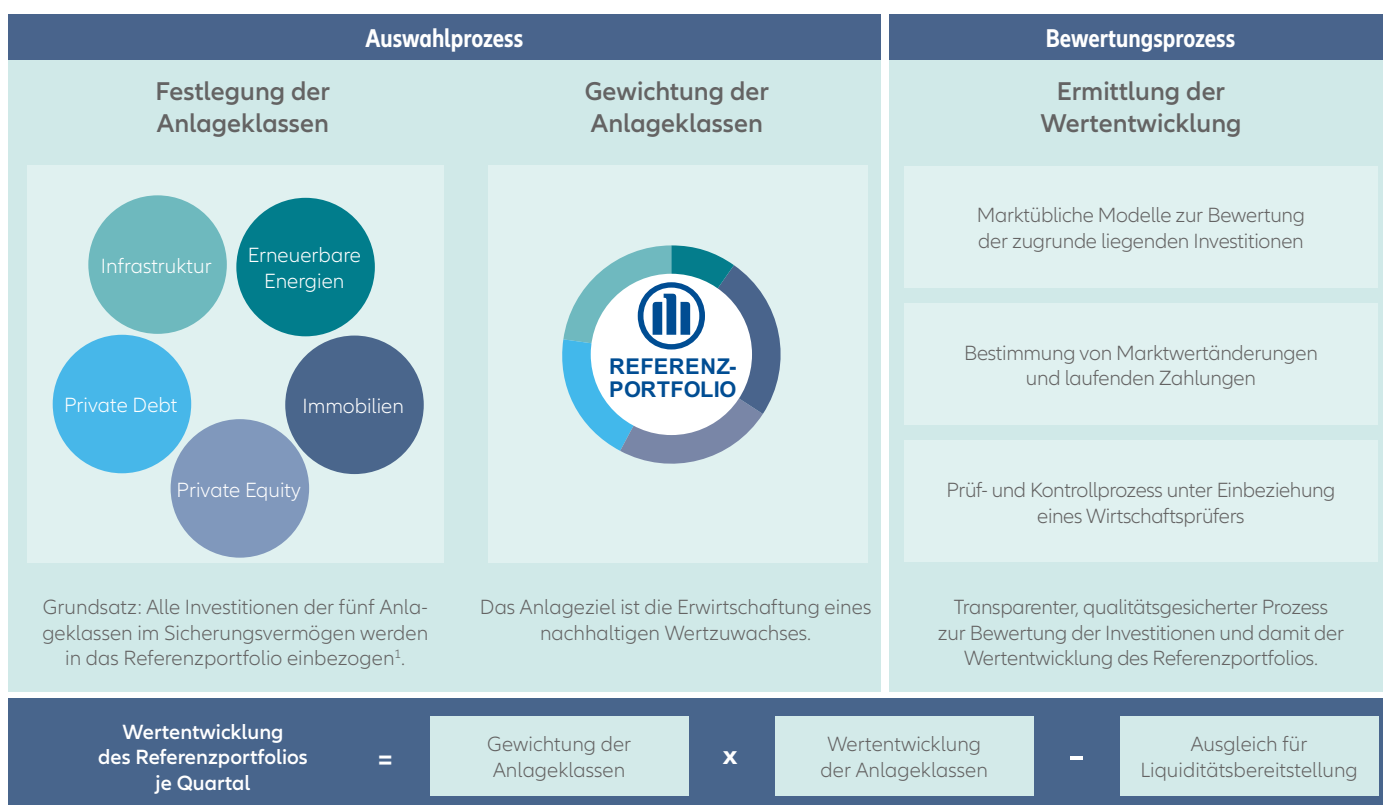 Auswahlprozess
Festlegung der
Anlageklassen
Infrastruktur
Erneuerbare
Energien
Private Debt
Immobilien
Private Equity
Grundsatz: Alle Investitionen der fünf Anla-
geklassen im Sicherungsvermögen werden
in das Referenzportfolio einbezogen¹.
Gewichtung der
Anlageklassen
REFERENZ-
PORTFOLIO
Das Anlageziel ist die Erwirtschaftung eines
nachhaltigen Wertzuwachses.
Bewertungsprozess
Ermittlung der
Wertentwicklung
Marktübliche Modelle zur Bewertung
der zugrunde liegenden Investitionen
Bestimmung von Marktwertänderungen
und laufenden Zahlungen
Prüf- und Kontrollprozess unter Einbeziehung
eines Wirtschaftsprüfers
Transparenter, qualitätsgesicherter Prozess
zur Bewertung der Investitionen und damit der
Wertentwicklung des Referenzportfolios.
Wertentwicklung
des Referenzportfolios
je Quartal
=
Gewichtung der
Anlageklassen
x
Wertentwicklung
der Anlageklassen
–
Ausgleich für
Liquiditätsbereitstellung